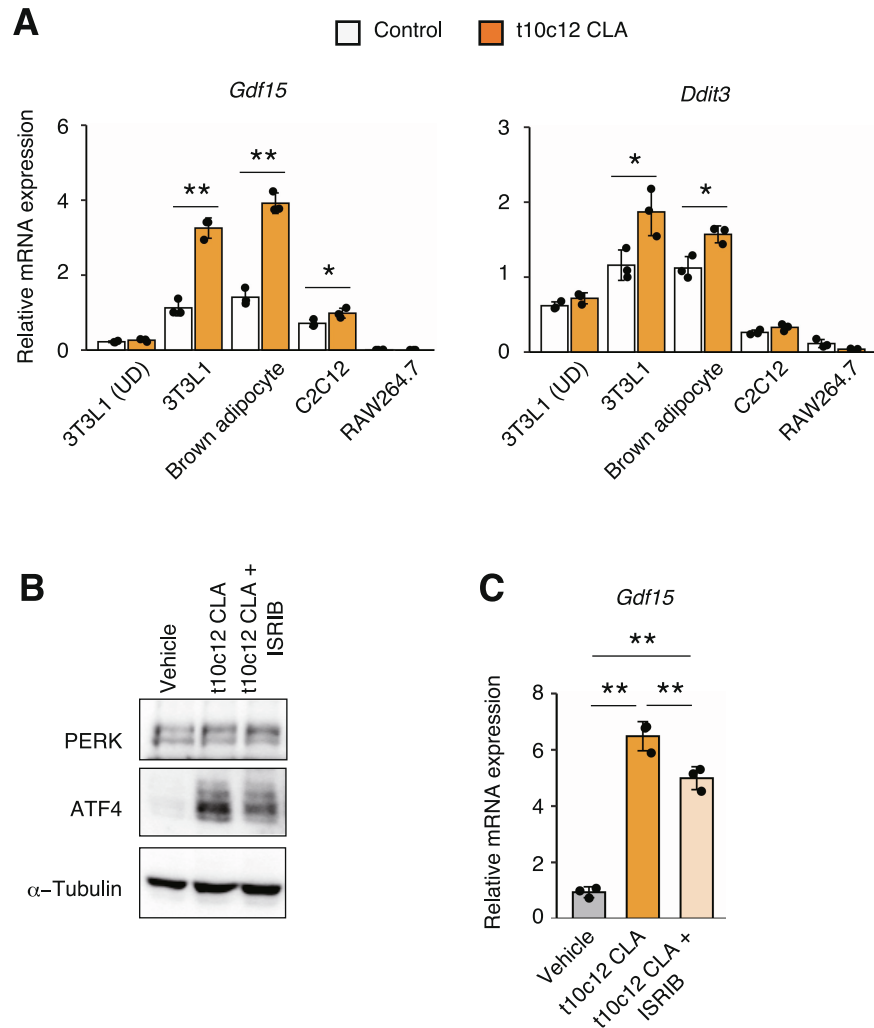 A
Control
t10c12 CLA
Gdf15
Relative mRNA expression
6
4
2
0
**
**
*
3T3L1 (UD)
3T3L1
Brown adipocyte
C2C12
RAW264.7
Ddit3
3
2
1
0
*
*
3T3L1 (UD)
3T3L1
Brown adipocyte
C2C12
RAW264.7
B
Vehicle
t10c12 CLA
t10c12 CLA +
ISRIB
PERK
ATF4
α−Tubulin
C
Gdf15
Relative mRNA expression
8
6
4
2
0
**
**
**
Vehicle
t10c12 CLA
t10c12 CLA +
ISRIB